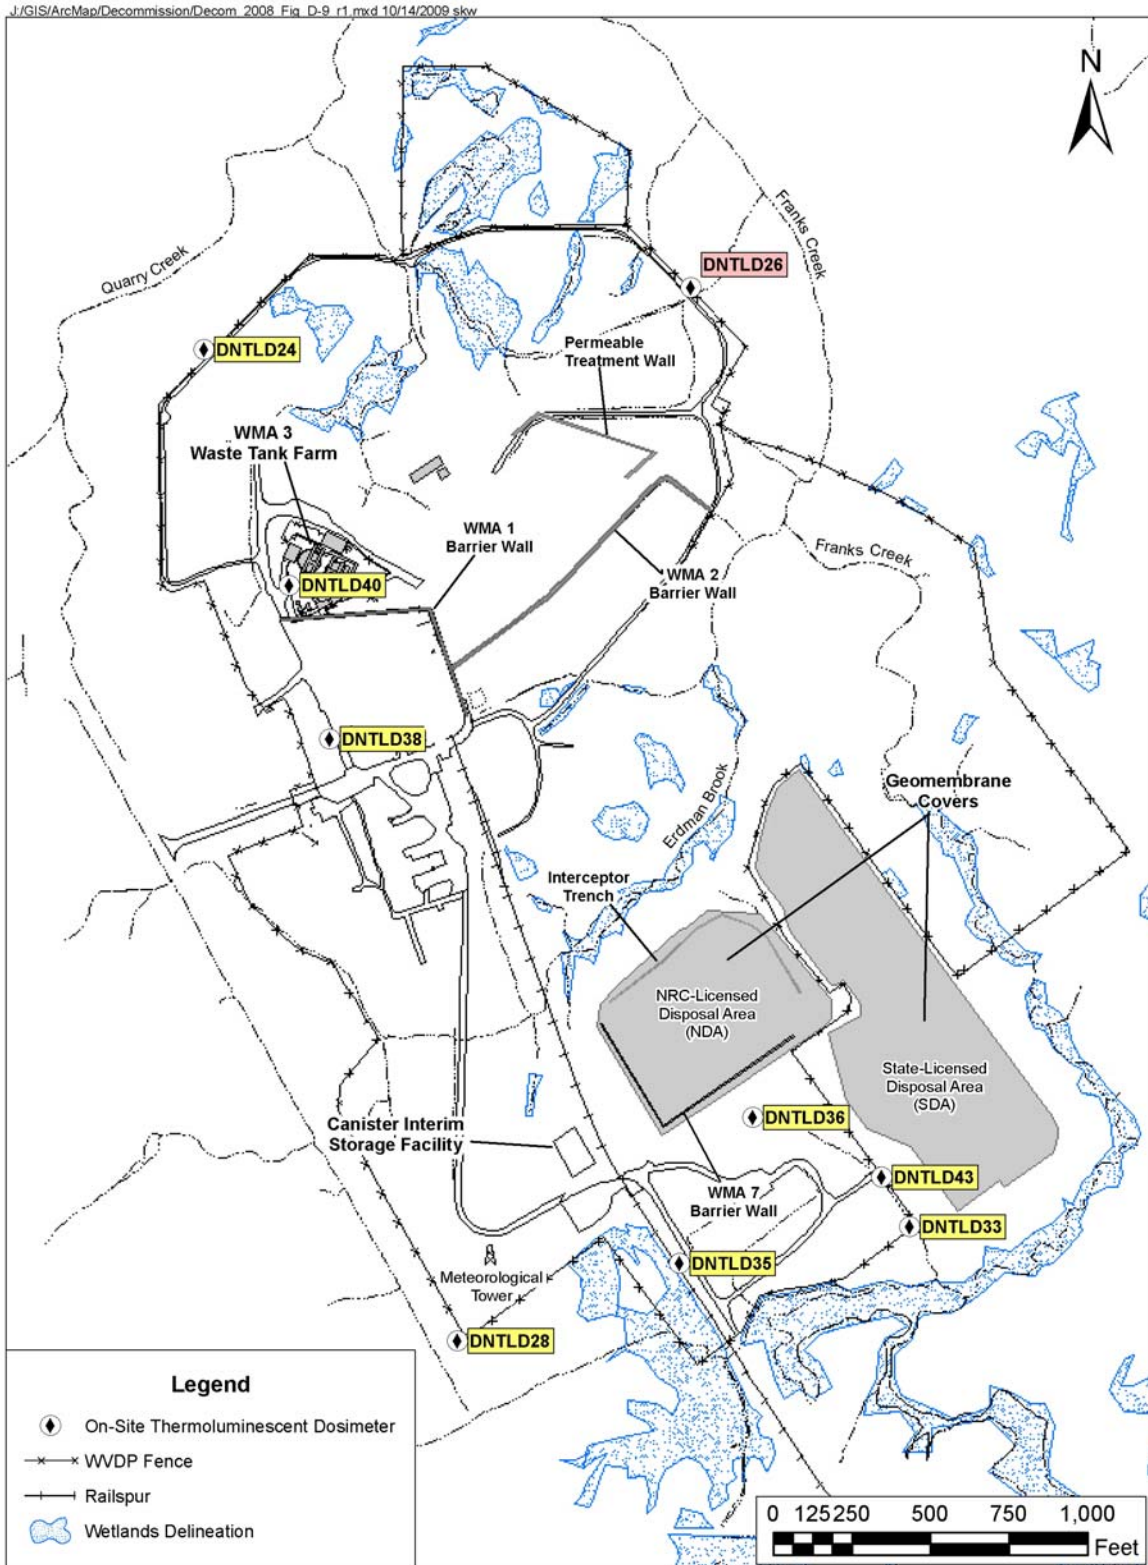 J:/GIS/ArcMap/Decommission/Decom_2008_Fig_D-9_r1.mxd 10/14/2009 skw
N
Franks Creek
Quarry Creek
DNTLD26
DNTLD24
Permeable
Treatment Wall
WMA 3
Waste Tank Farm
WMA 1
Barrier Wall
Franks Creek
DNTLD40
WMA 2
Barrier Wall
DNTLD38
Geomembrane
Covers
Erdman Brook
Interceptor
Trench
NRC-Licensed
Disposal Area
(NDA)
State-Licensed
Disposal Area
(SDA)
Canister Interim
Storage Facility
DNTLD36
DNTLD43
WMA 7
Barrier Wall
DNTLD33
DNTLD35
Meteorological
Tower
DNTLD28
Legend
On-Site Thermoluminescent Dosimeter
WVDP Fence
Railspur
Wetlands Delineation
0 125 250 500 750 1,000
Feet